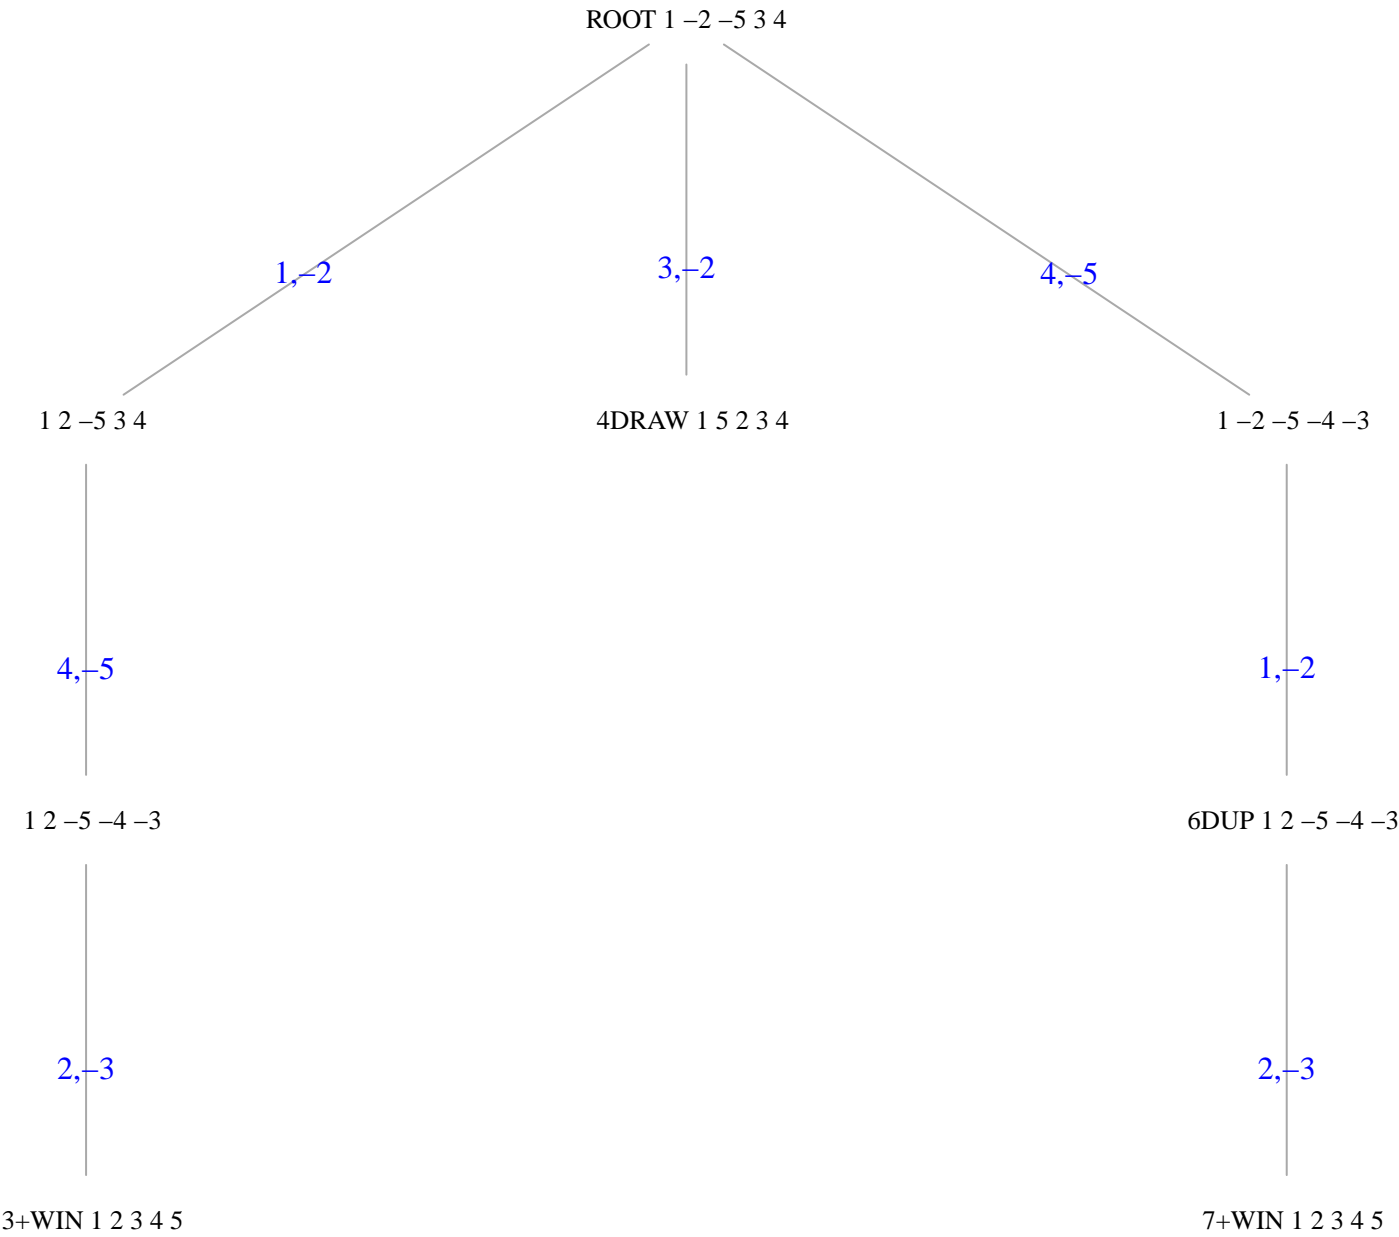 ROOT 1 –2 –5 3 4
1,–2
3,–2
4,–5
1 2 –5 3 4
4DRAW 1 5 2 3 4
1 –2 –5 –4 –3
4,–5
1,–2
1 2 –5 –4 –3
6DUP 1 2 –5 –4 –3
2,–3
2,–3
3+WIN 1 2 3 4 5
7+WIN 1 2 3 4 5